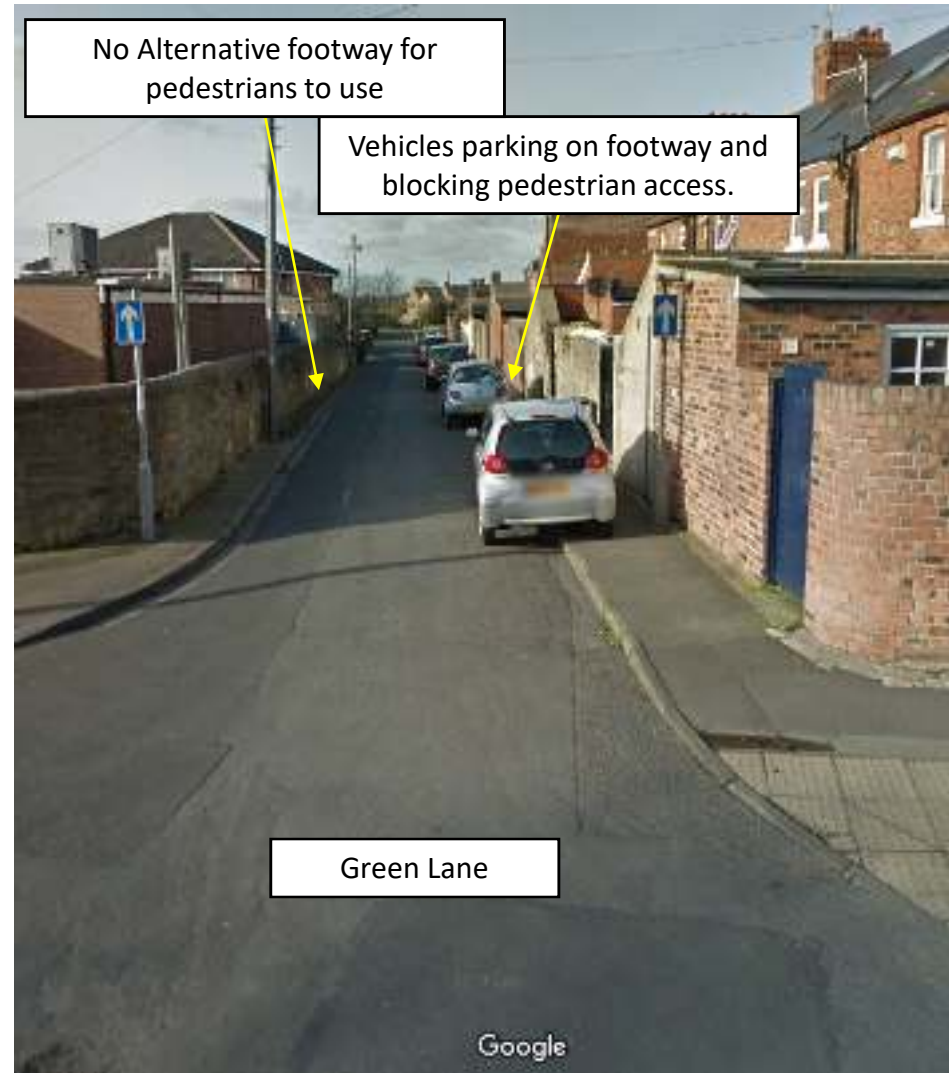 No Alternative footway for
pedestrians to use
Vehicles parking on footway and
blocking pedestrian access.
Green Lane
Google